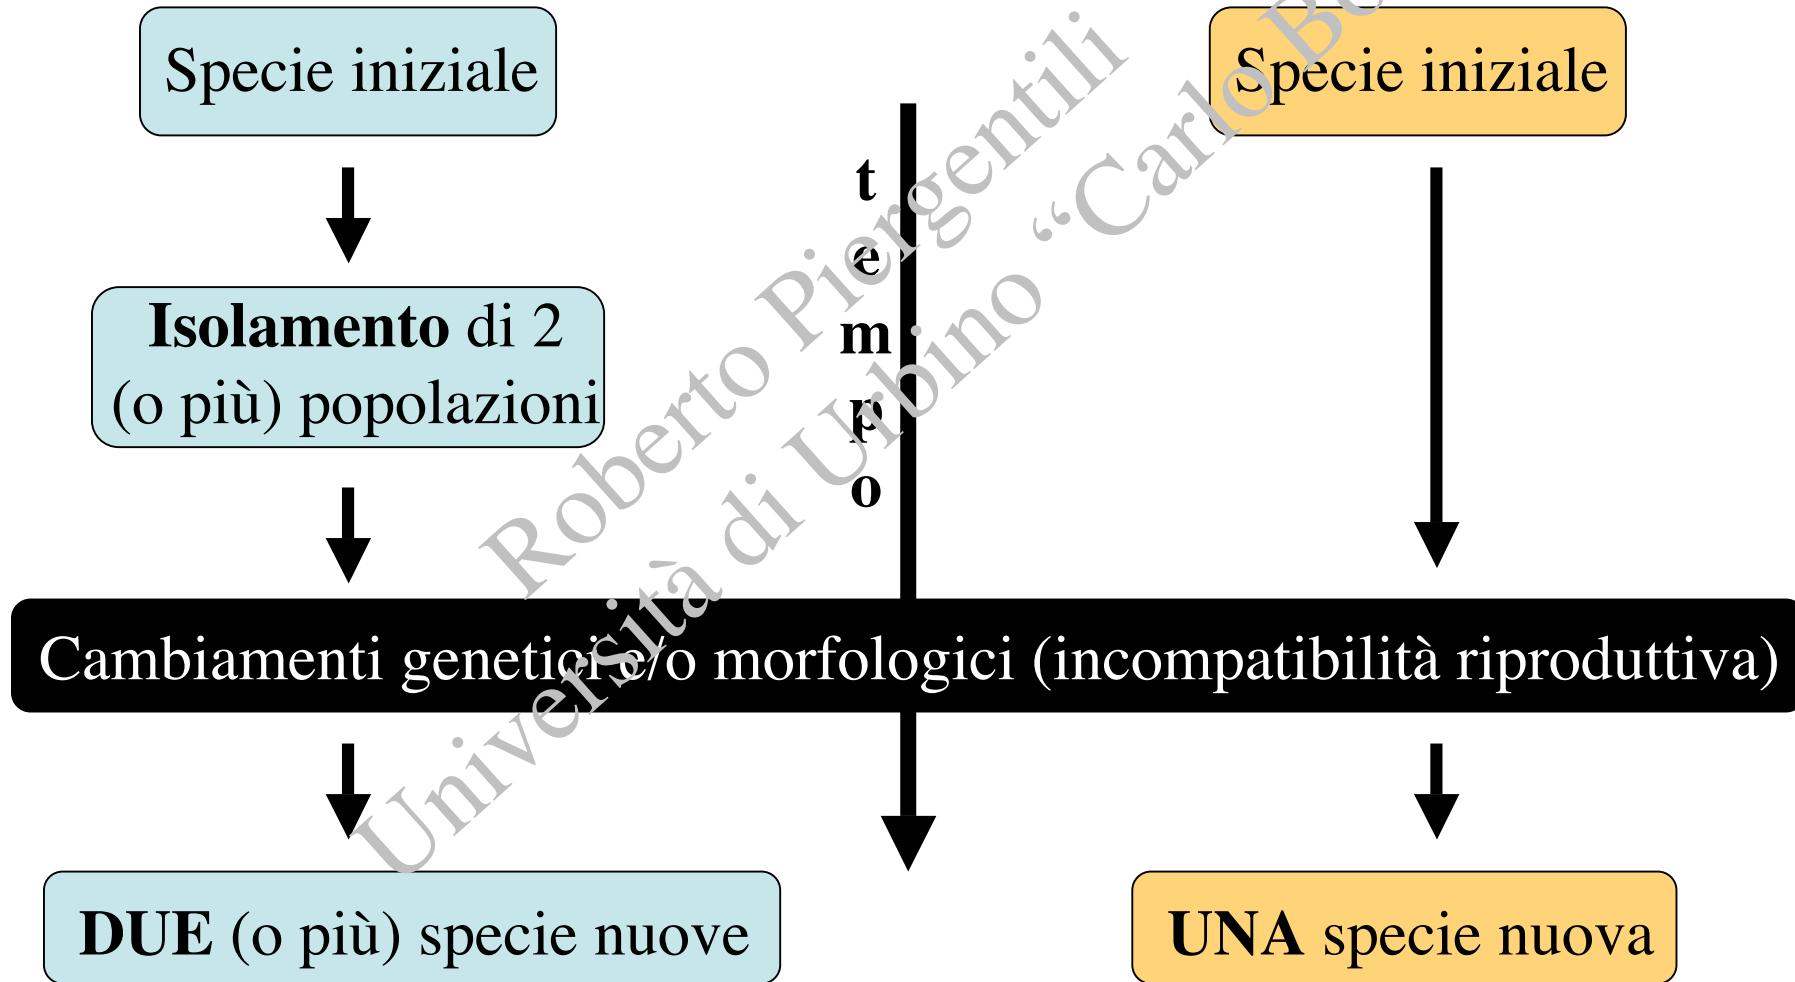 Specie iniziale
Isolamento di 2
(o più) popolazioni
tempo
Specie iniziale
Cambiamenti genetici e/o morfologici (incompatibilità riproduttiva)
DUE (o più) specie nuove
UNA specie nuova
Roberto Piergentili
Università di Urbino “Carlo